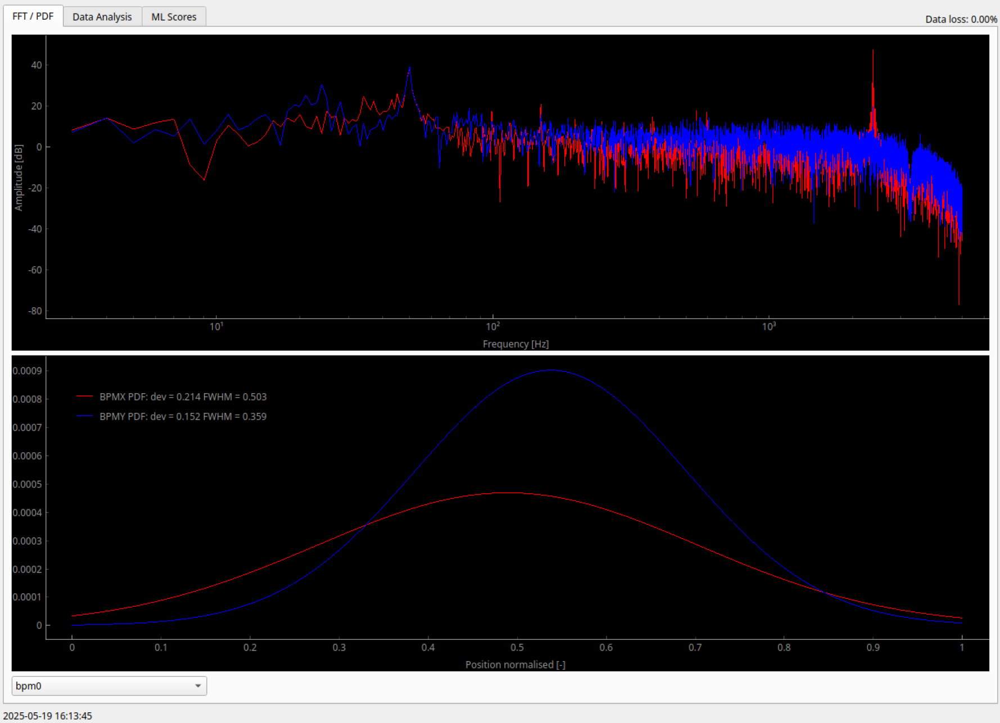 FFT / PDF Data Analysis ML Scores
Data loss: 0.00%
40
20
0
-20
-40
-60
-80
Amplitude [dB]
10¹ 10² 10³
Frequency [Hz]
0.0009
0.0008
0.0007
0.0006
0.0005
0.0004
0.0003
0.0002
0.0001
0
BPMX PDF: dev = 0.214 FWHM = 0.503
BPMY PDF: dev = 0.152 FWHM = 0.359
0 0.1 0.2 0.3 0.4 0.5 0.6 0.7 0.8 0.9 1
Position normalised [-]
bpm0
2025-05-19 16:13:45